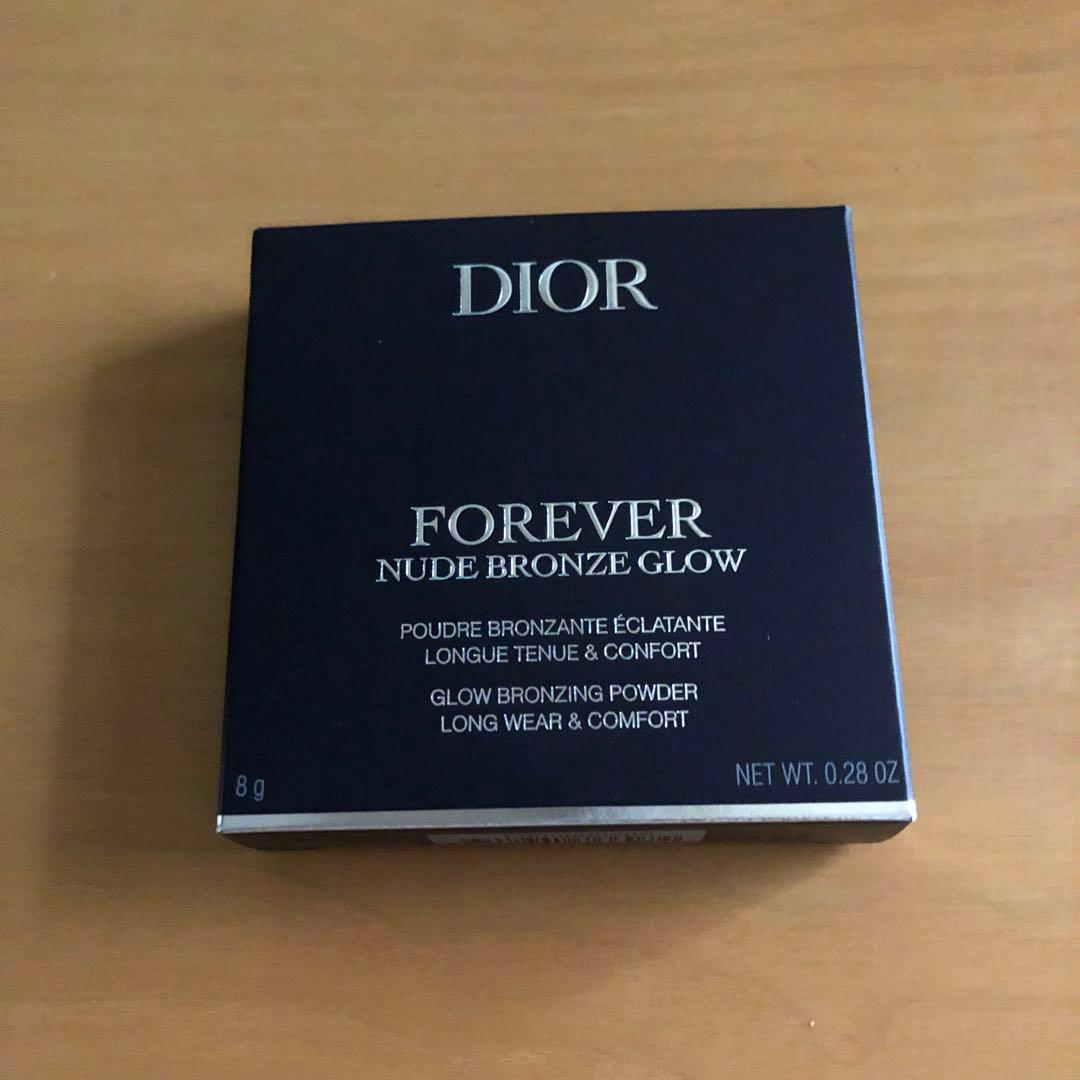 DIOR
FOREVER
NUDE BRONZE GLOW
POUDRE BRONZANTE ÉCLATANTE
LONGUE TENUE & CONFORT
GLOW BRONZING POWDER
LONG WEAR & COMFORT
8 g
NET WT. 0.28 OZ